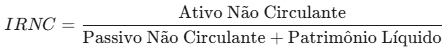 IRNC = Ativo Não Circulante / Passivo Não Circulante + Patrimônio Líquido